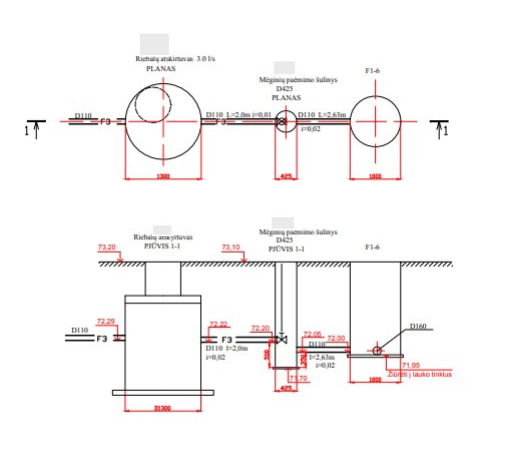 Riebalų atskirtuvas 3.0 l/s
PLANAS
Mėginių paėmimo šulinys
D425
PLANAS
F1-6
D110
F3
D110 L=2,0m i=0,01
F3
D110 L=2,63m
i=0,02
1
1
1300
425
1000
Riebalų atskirtuvas
PJŪVIS 1-1
Mėginių paėmimo šulinys
D425
PJŪVIS 1-1
F1-6
73,20
73,10
D110
72,29
F3
72,22
F3
D110 l=2,0m
i=0,02
72,20
72,05
D110
72,00
l=2,63m
i=0,02
D160
71,70
71,95
Žiūrėti į lauko tinklus
D1300
425
1000